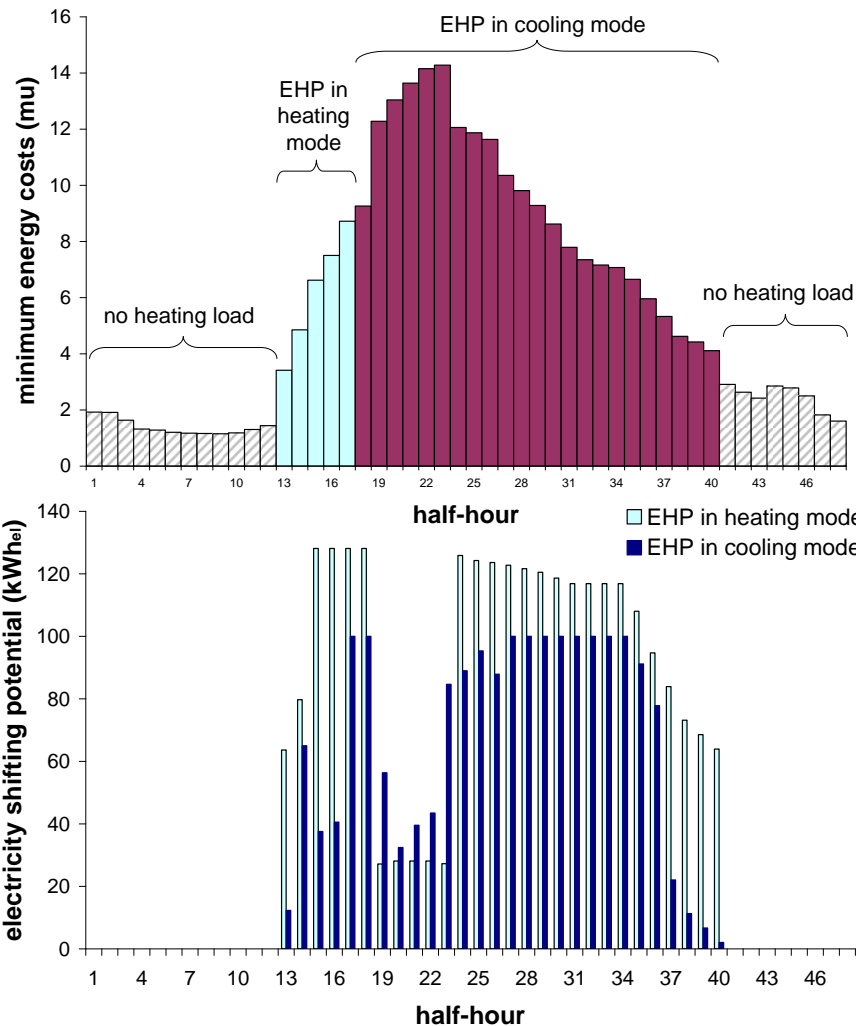 16
14
12
10
8
6
4
2
0
minimum energy costs (mu)
EHP in cooling mode
EHP in
heating
mode
no heating load
no heating load
1 4 7 10 13 16 19 22 25 28 31 34 37 40 43 46
half-hour
140
120
100
80
60
40
20
0
electricity shifting potential (kWhel)
EHP in heating mode
EHP in cooling mode
1 4 7 10 13 16 19 22 25 28 31 34 37 40 43 46
half-hour